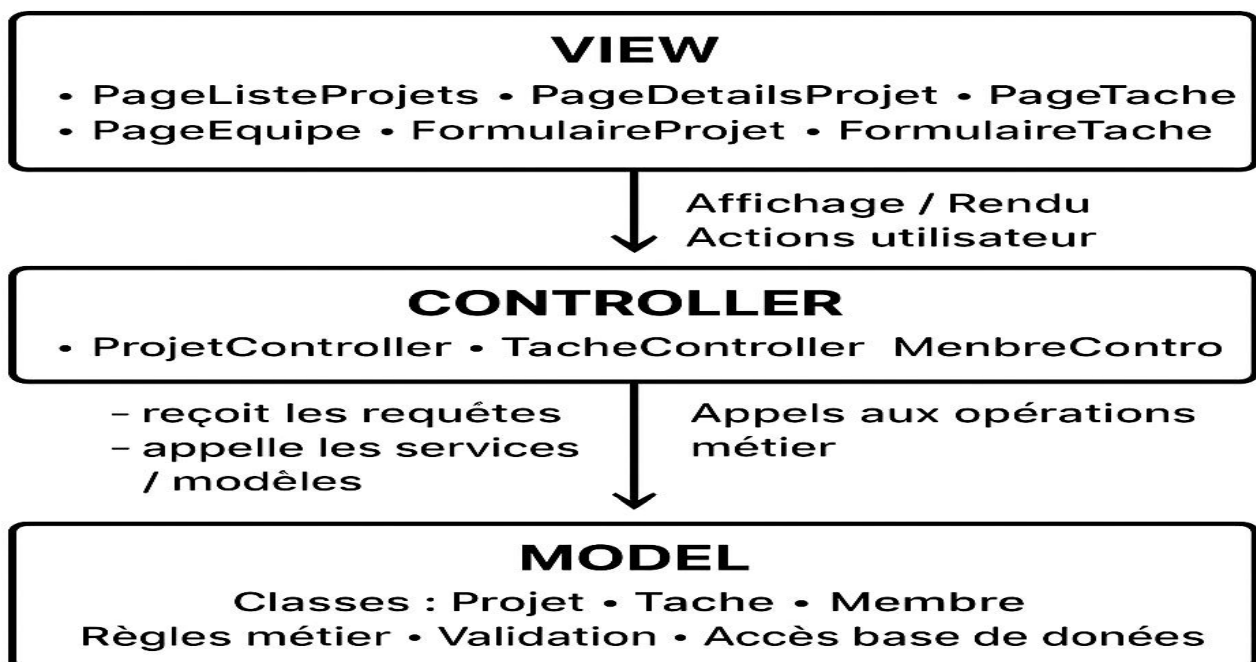 VIEW
• PageListeProjets • PageDetailsProjet • PageTache
• PageEquipe • FormulaireProjet • FormulaireTache
Affichage / Rendu
Actions utilisateur
CONTROLLER
• ProjetController • TacheController MenbreContro
– reçoit les requétes
– appelle les services
/ modèles
Appels aux opérations
métier
MODEL
Classes : Projet • Tache • Membre
Règles métier • Validation • Accès base de donées